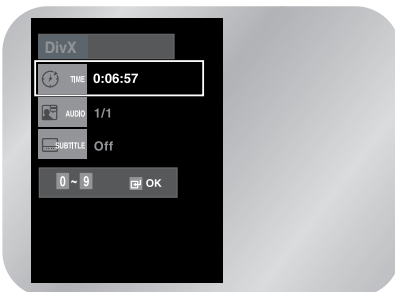 DivX
TIME 0:06:57
AUDIO 1/1
SUBTITLE Off
0 ~ 9 OK